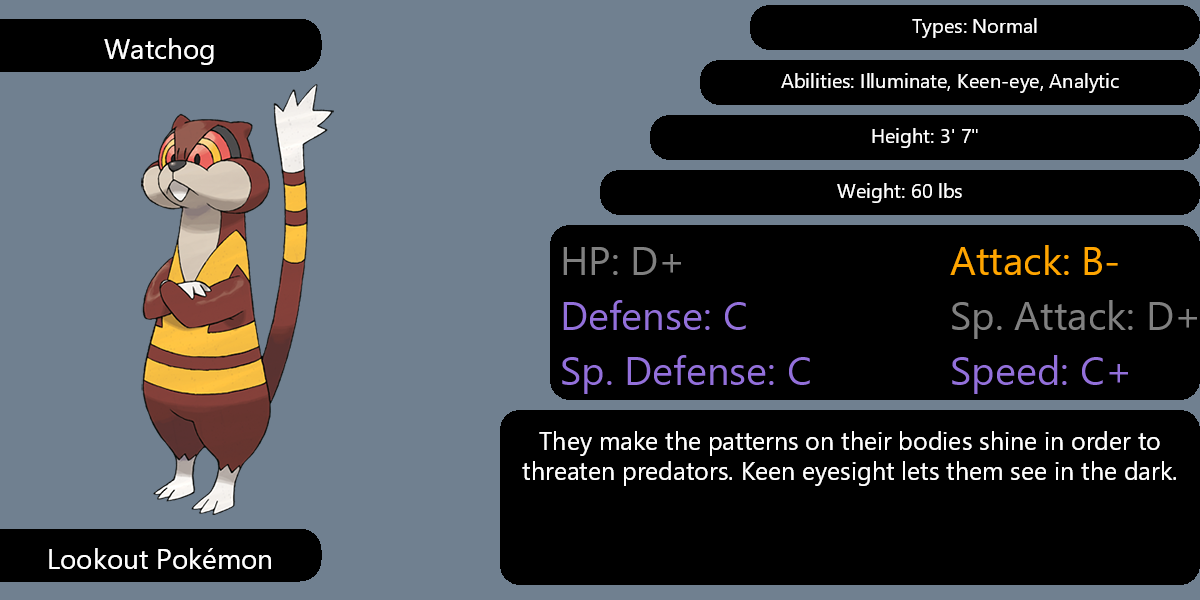 Watchog
Types: Normal
Abilities: Illuminate, Keen-eye, Analytic
Height: 3' 7"
Weight: 60 lbs
HP: D+
Attack: B-
Defense: C
Sp. Attack: D+
Sp. Defense: C
Speed: C+
They make the patterns on their bodies shine in order to
threaten predators. Keen eyesight lets them see in the dark.
Lookout Pokémon